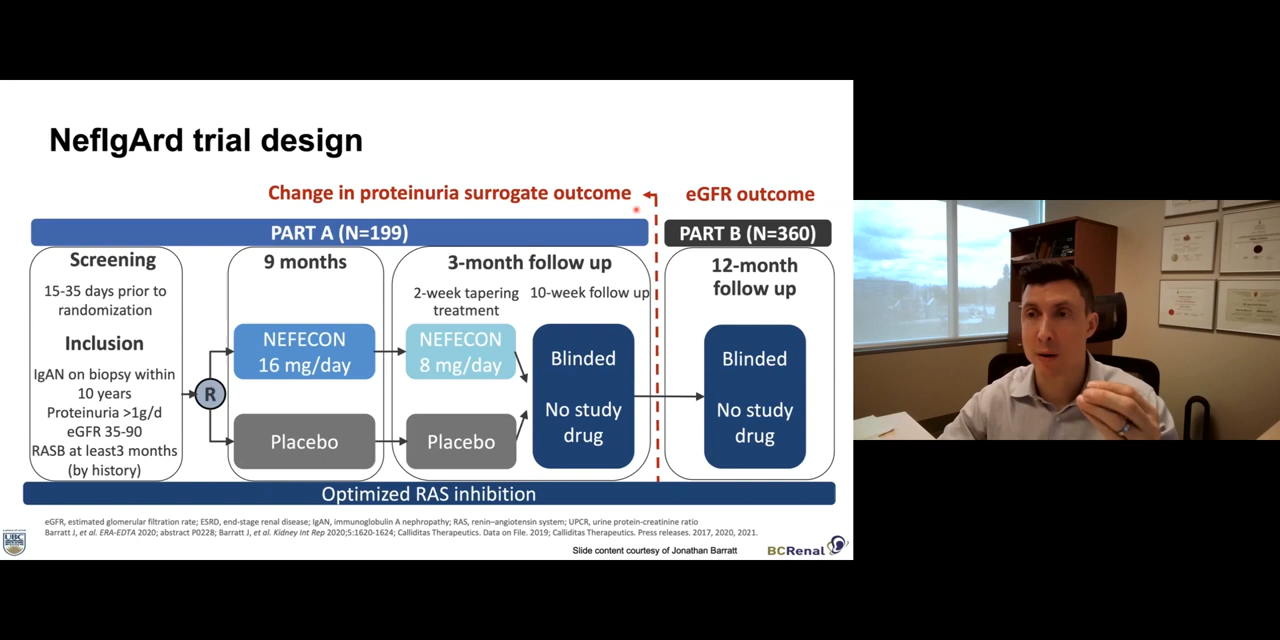 NefIgArd trial design
Change in proteinuria surrogate outcome
eGFR outcome
PART A (N=199)
PART B (N=360)
Screening
15-35 days prior to
randomization
Inclusion
IgAN on biopsy within
10 years
Proteinuria >1g/d
eGFR 35-90
RASB at least3 months
(by history)
R
9 months
NEFECON
16 mg/day
Placebo
3-month follow up
2-week tapering
treatment
10-week follow up
NEFECON
8 mg/day
Placebo
Blinded
No study
drug
12-month
follow up
Blinded
No study
drug
Optimized RAS inhibition
eGFR, estimated glomerular filtration rate; ESRD, end-stage renal disease; IgAN, immunoglobulin A nephropathy; RAS, renin–angiotensin system; UPCR, urine protein-creatinine ratio
Barratt J, et al. ERA-EDTA 2020; abstract P0228; Barratt J, et al. Kidney Int Rep 2020;5:1620-1624; Calliditas Therapeutics. Data on File. 2019; Calliditas Therapeutics. Press releases. 2017, 2020, 2021.
Slide content courtesy of Jonathan Barratt
UBC
BCRenal